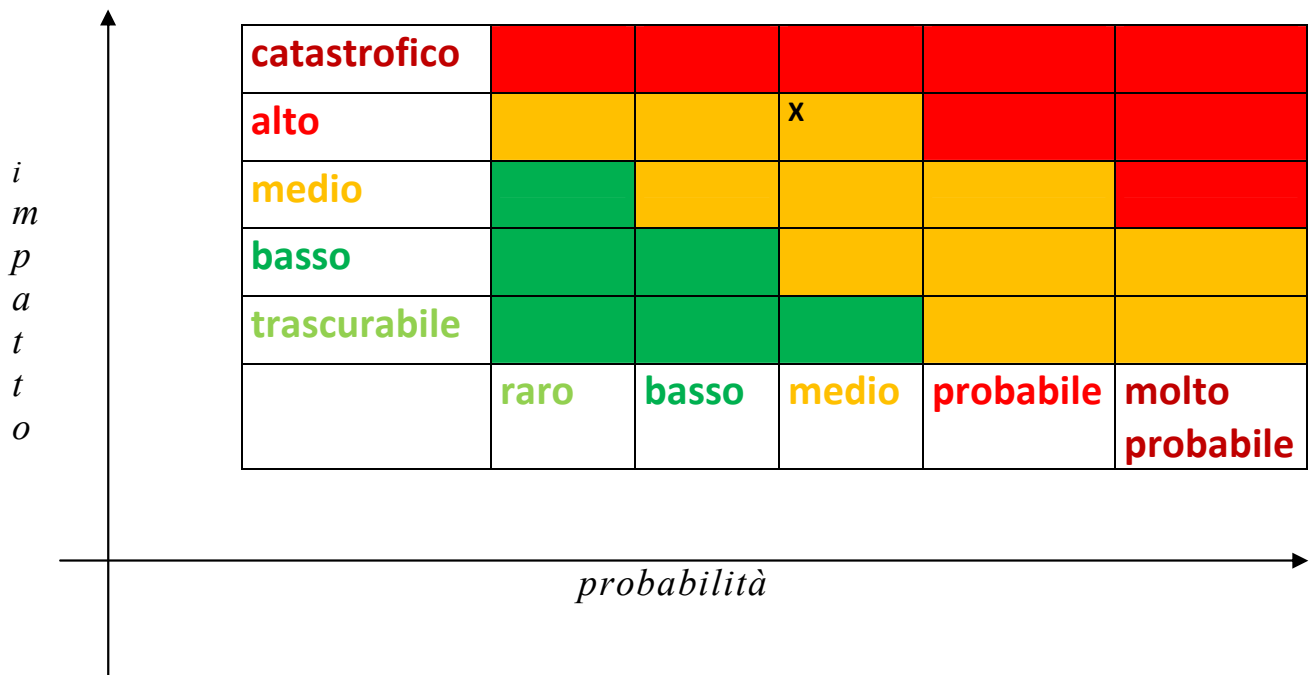 catastrofico
alto x
medio
basso
trascurabile
raro basso medio probabile molto
probabile
i
m
p
a
t
t
o
probabilità